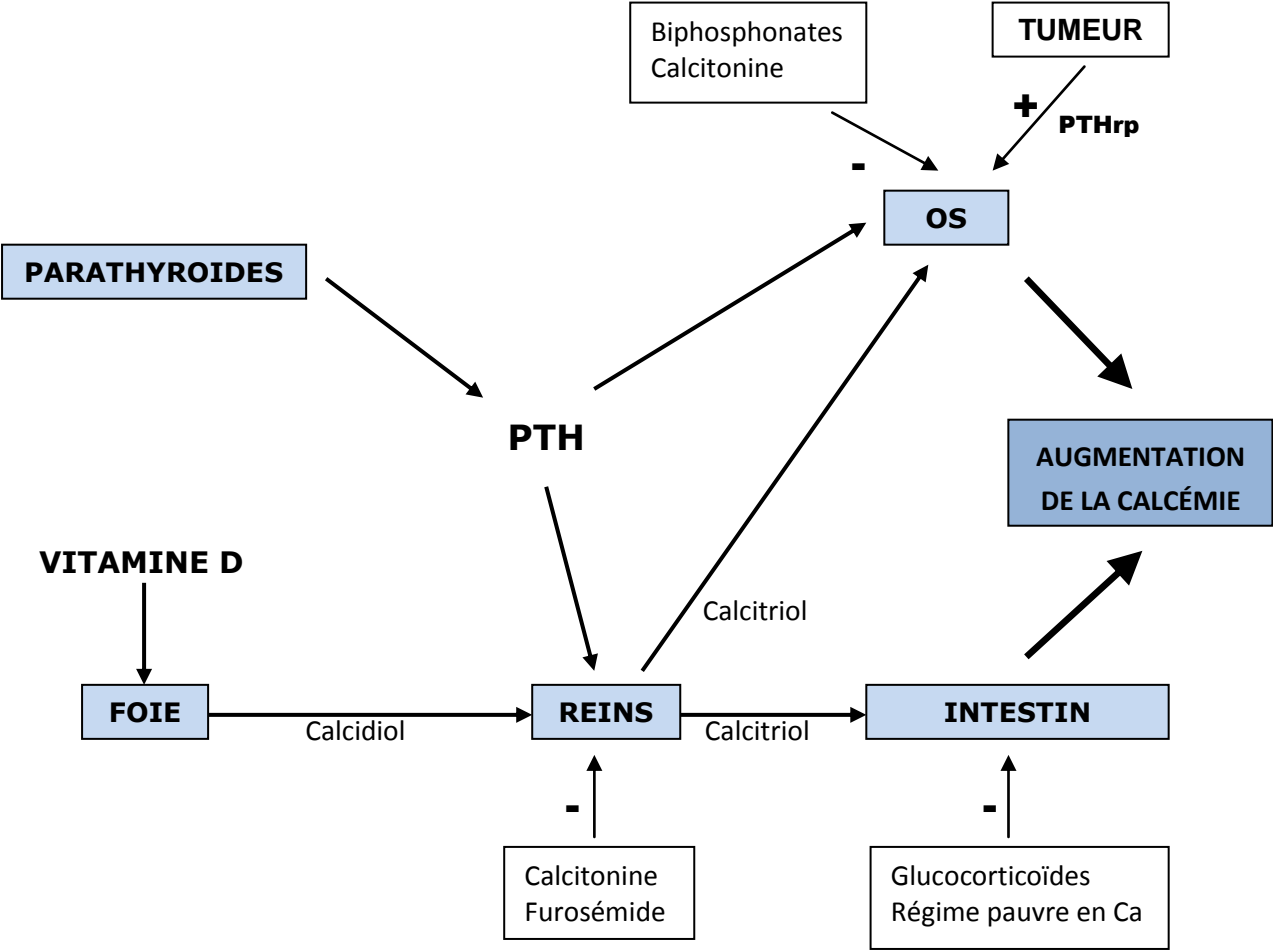 Biphosphonates
Calcitonine
TUMEUR
+
PTHrp
-
OS
PARATHYROIDES
PTH
AUGMENTATION
DE LA CALCÉMIE
VITAMINE D
Calcitriol
FOIE
Calcidiol
REINS
Calcitriol
INTESTIN
-
-
Calcitonine
Furosémide
Glucocorticoïdes
Régime pauvre en Ca